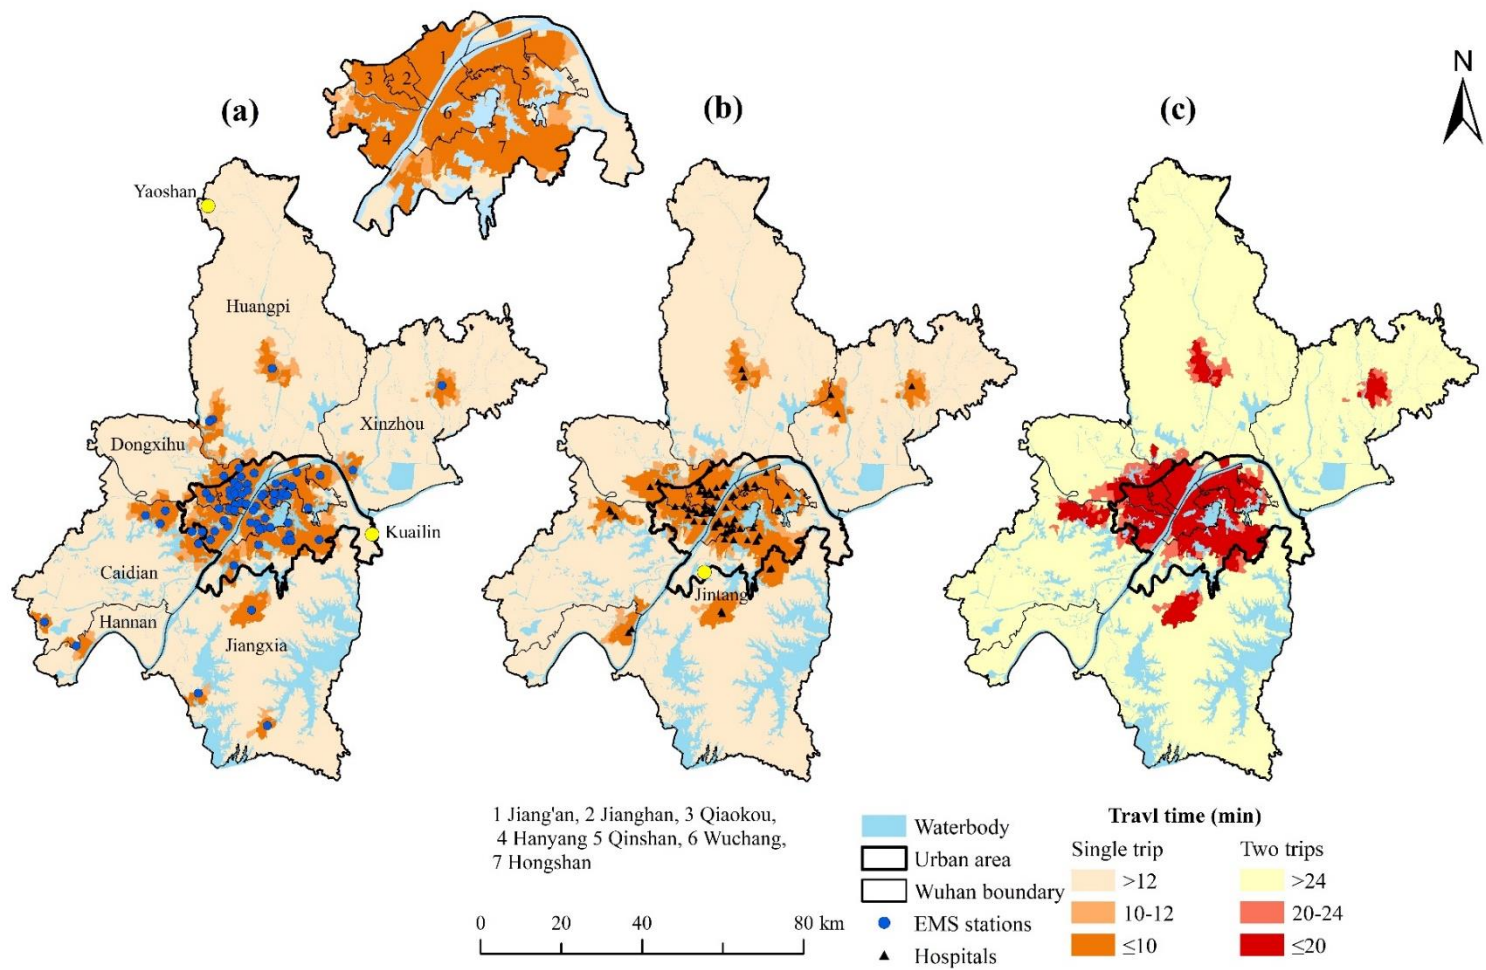 N
(a)
(b)
(c)
1
2
3
4
5
6
7
Yaoshan
Huangpi
Xinzhou
Dongxihu
Kuailin
Caidian
Hannan
Jiangxia
Jintang
1 Jiang'an, 2 Jianghan, 3 Qiaokou,
4 Hanyang 5 Qinshan, 6 Wuchang,
7 Hongshan
0 20 40 80 km
Waterbody
Urban area
Wuhan boundary
EMS stations
Hospitals
Travl time (min)
Single trip Two trips
>12 >24
10-12 20-24
≤10 ≤20